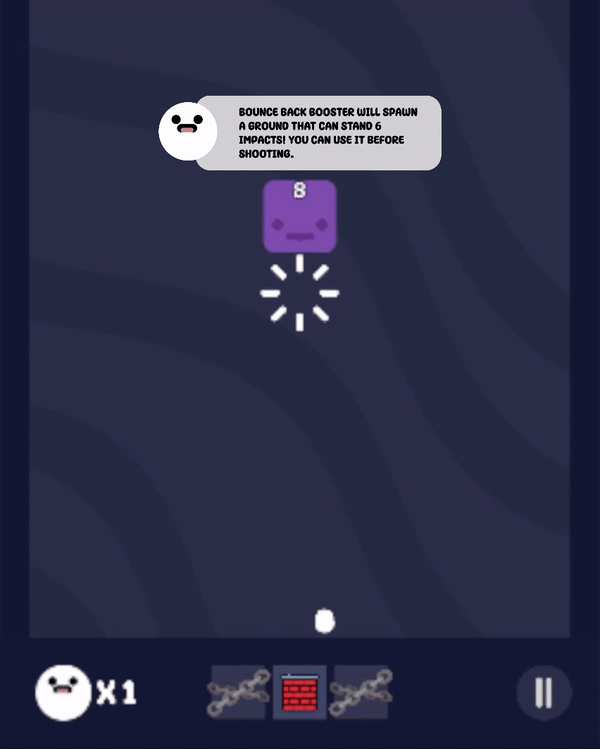 BOUNCE BACK BOOSTER WILL SPAWN
A GROUND THAT CAN STAND 6
IMPACTS! YOU CAN USE IT BEFORE
SHOOTING.
8
X1